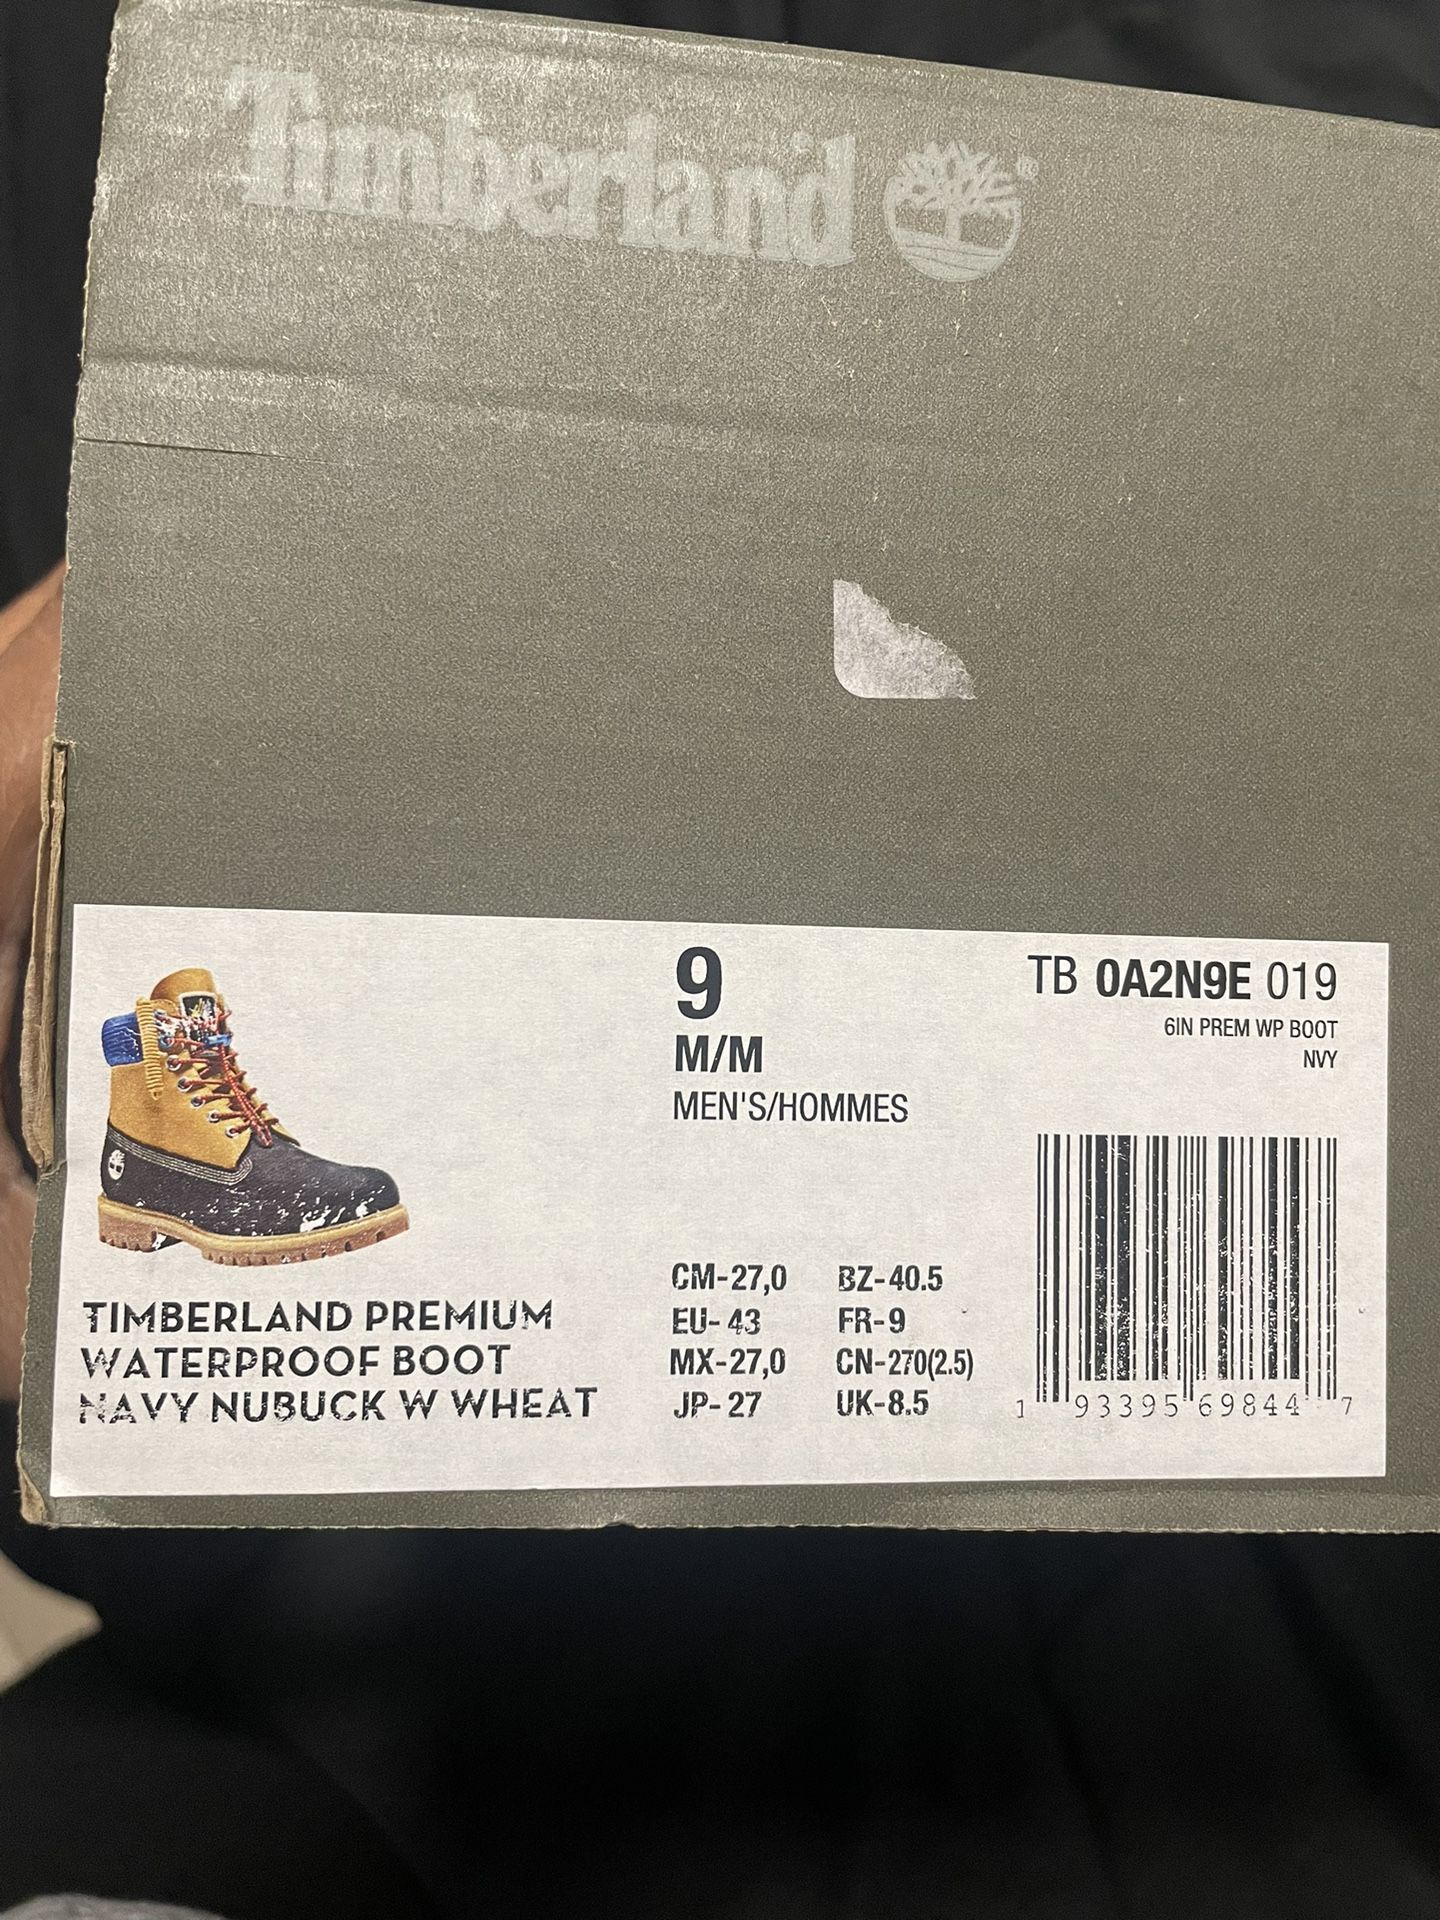 Timberland ®
9
M/M
MEN'S/HOMMES
TB 0A2N9E 019
6IN PREM WP BOOT
NVY
TIMBERLAND PREMIUM
WATERPROOF BOOT
NAVY NUBUCK W WHEAT
CM-27,0 BZ-40.5
EU-43 FR-9
MX-27,0 CN-270(2.5)
JP-27 UK-8.5
1 93395 69844 7